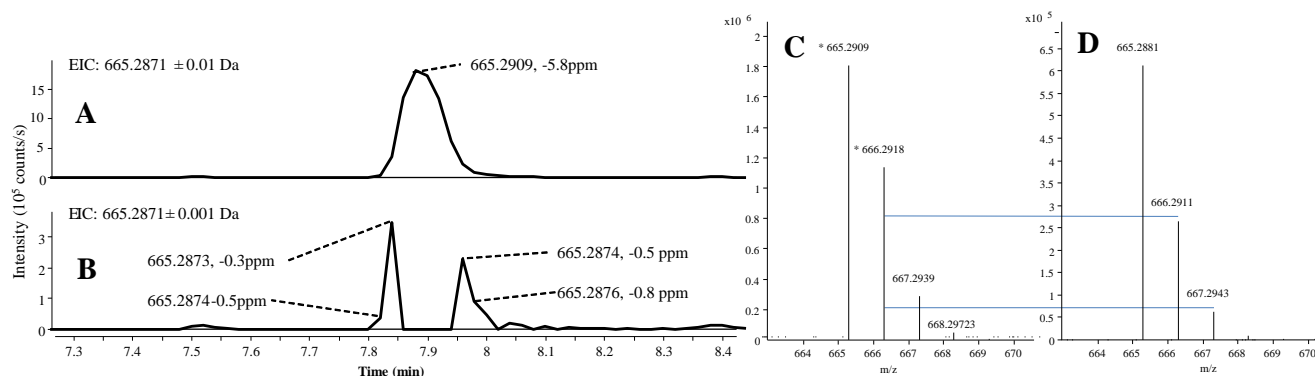 EIC: 665.2871 ±0.01 Da
A
665.2909, -5.8ppm
15
10
5
0
EIC: 665.2871± 0.001 Da
B
665.2873, -0.3ppm
665.2874-0.5ppm
665.2874, -0.5 ppm
665.2876, -0.8 ppm
3
2
1
0
Intensity (10⁵ counts/s)
7.3 7.4 7.5 7.6 7.7 7.8 7.9 8 8.1 8.2 8.3 8.4
Time (min)
x10 6
C
* 665.2909
* 666.2918
667.2939
668.29723
2
1.8
1.6
1.4
1.2
1
0.8
0.6
0.4
0.2
0
664 665 666 667 668 669 670
m/z
x10 5
D
665.2881
666.2911
667.2943
6.5
6
5.5
5
4.5
4
3.5
3
2.5
2
1.5
1
0.5
0
664 665 666 667 668 669 670
m/z